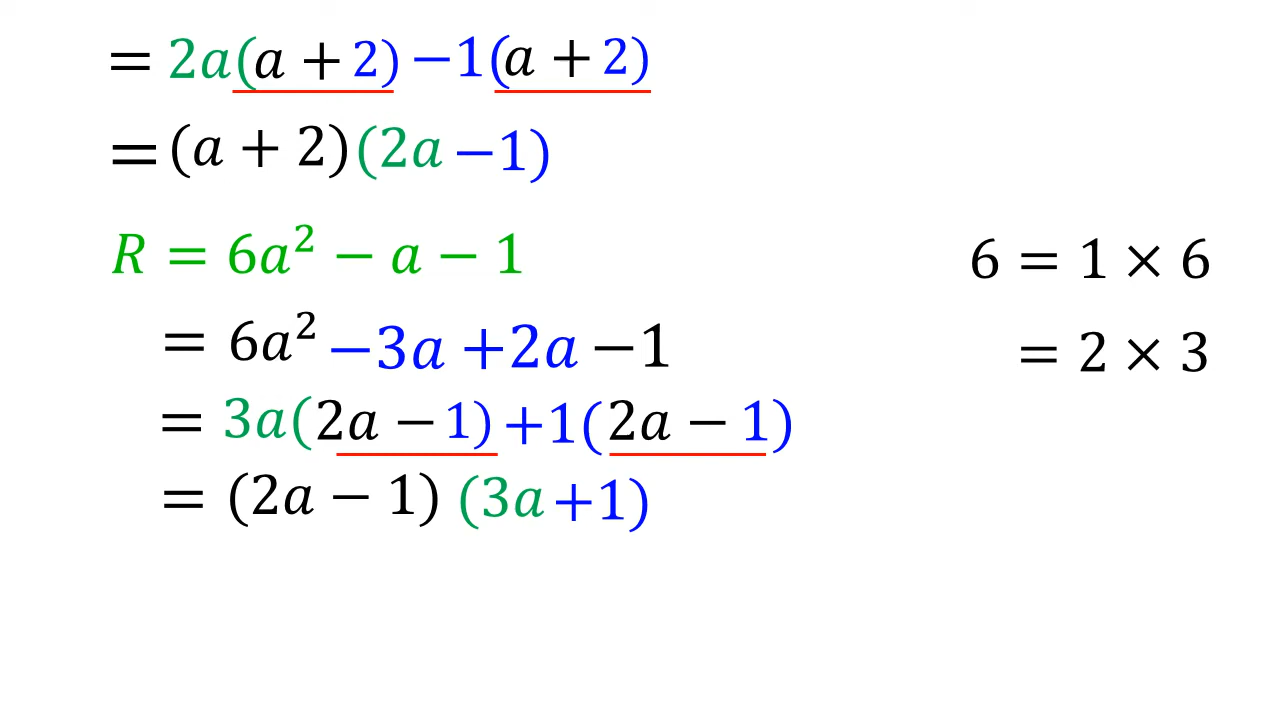 = 2a(a + 2) −1(a + 2)
= (a + 2)(2a −1)
R = 6a² − a − 1
6 = 1 × 6
= 6a² −3a +2a −1
= 2 × 3
= 3a(2a − 1) +1(2a − 1)
= (2a − 1) (3a +1)